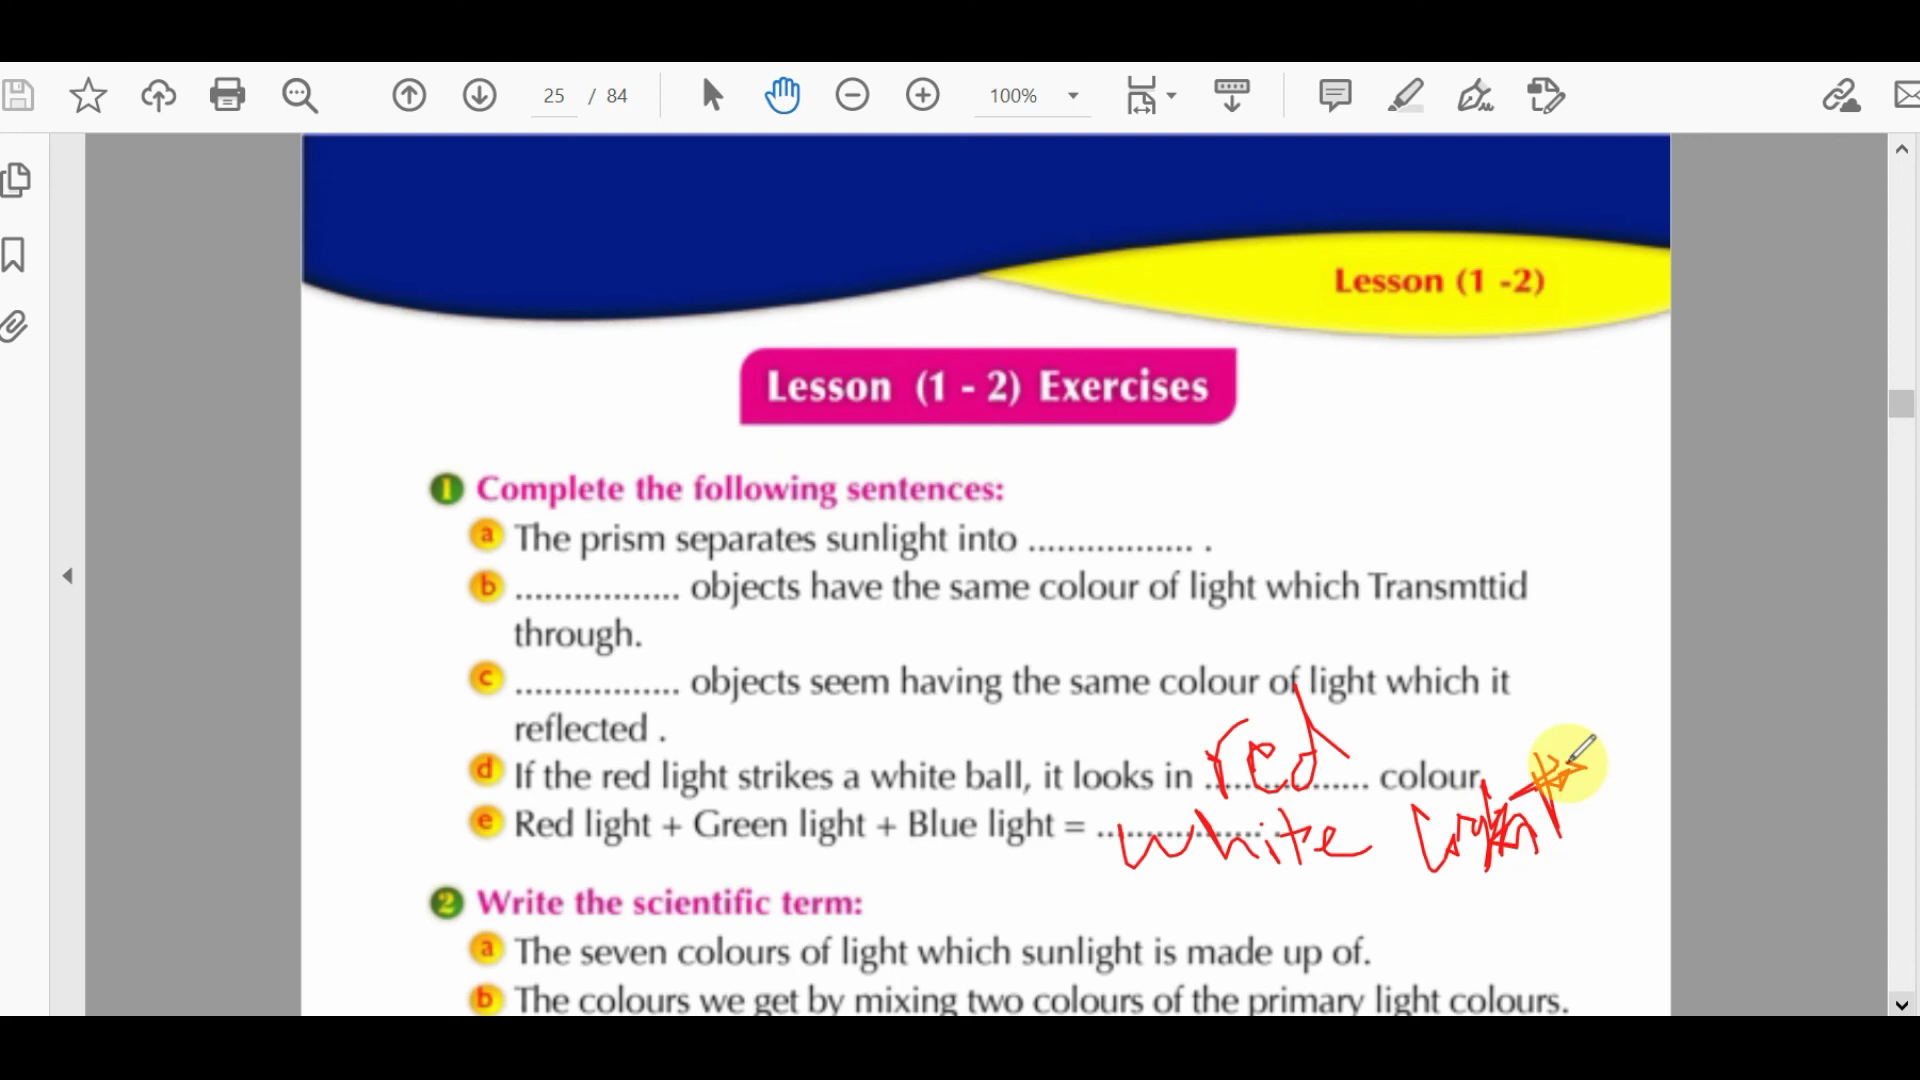 25 / 84
100%
Lesson (1 -2)
Lesson (1 - 2) Exercises
1 Complete the following sentences:
a The prism separates sunlight into ................. .
b ................. objects have the same colour of light which Transmttid
through.
c ................. objects seem having the same colour of light which it
reflected .
d If the red light strikes a white ball, it looks in ................. colour.
red
e Red light + Green light + Blue light = ................. .
white light
2 Write the scientific term:
a The seven colours of light which sunlight is made up of.
b The colours we get by mixing two colours of the primary light colours.